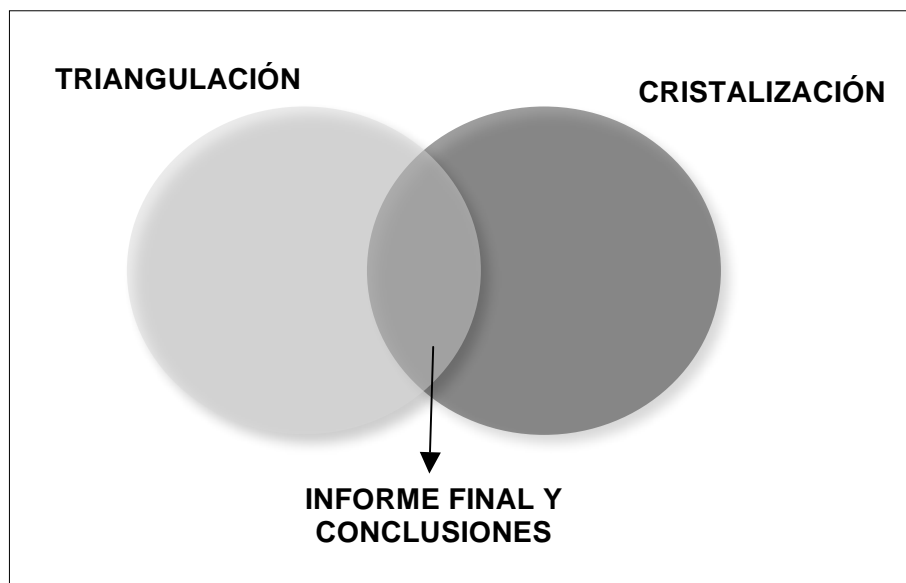 TRIANGULACIÓN
CRISTALIZACIÓN
INFORME FINAL Y
CONCLUSIONES